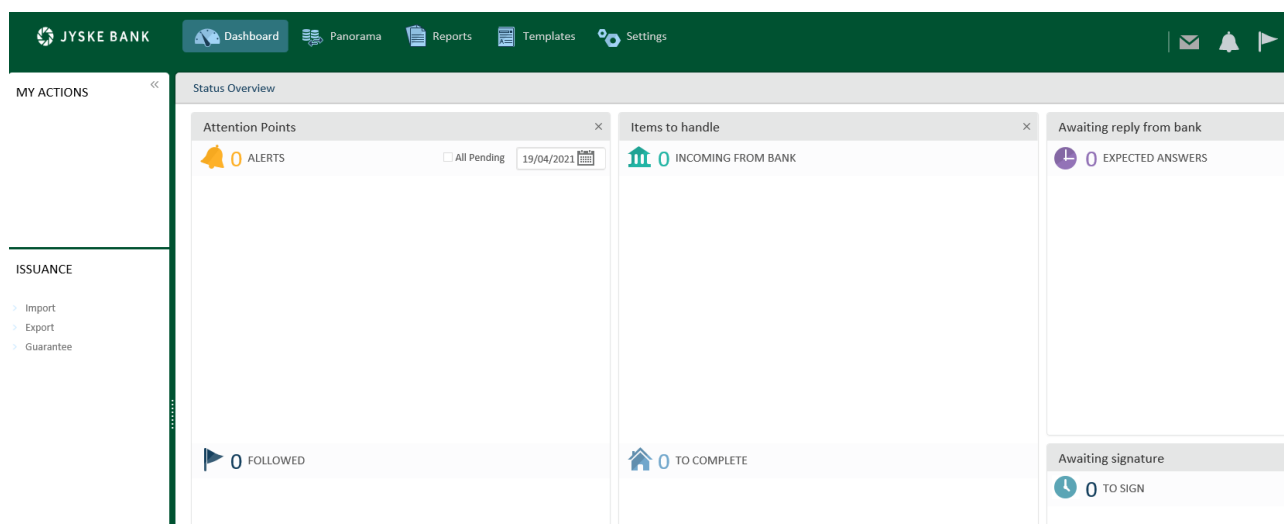 JYSKE BANK
Dashboard
Panorama
Reports
Templates
Settings
MY ACTIONS
«
ISSUANCE
> Import
> Export
> Guarantee
Status Overview
Attention Points ×
0 ALERTS
All Pending
19/04/2021
0 FOLLOWED
Items to handle ×
0 INCOMING FROM BANK
0 TO COMPLETE
Awaiting reply from bank
0 EXPECTED ANSWERS
Awaiting signature
0 TO SIGN